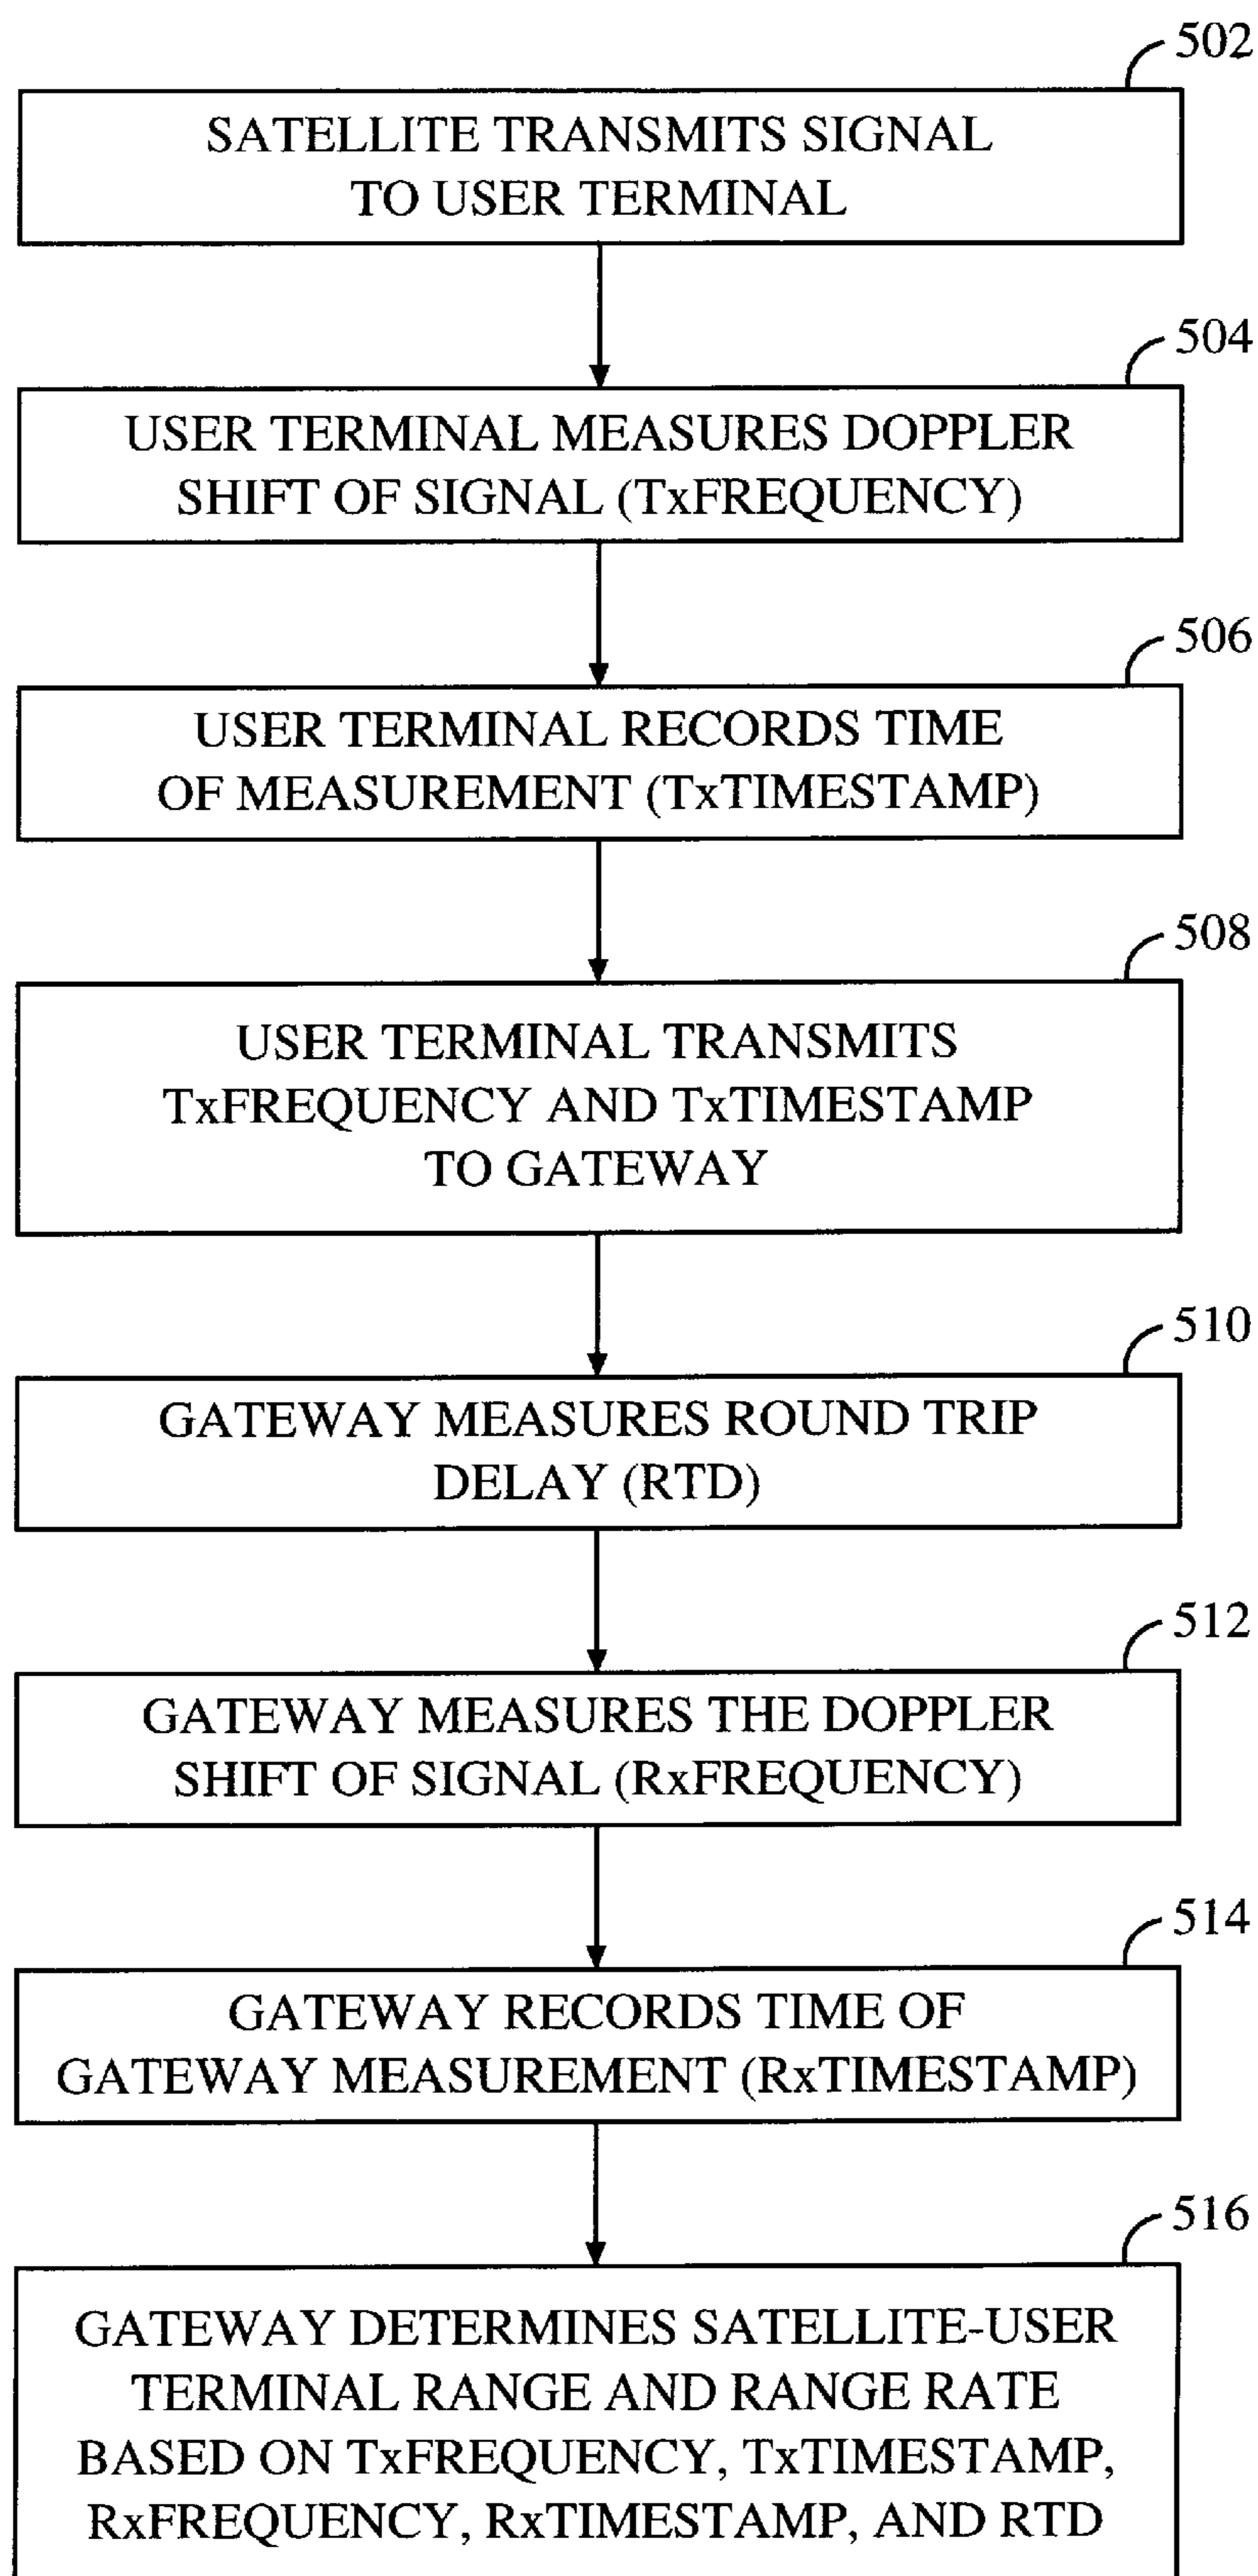 502
SATELLITE TRANSMITS SIGNAL
TO USER TERMINAL
504
USER TERMINAL MEASURES DOPPLER
SHIFT OF SIGNAL (TxFREQUENCY)
506
USER TERMINAL RECORDS TIME
OF MEASUREMENT (TxTIMESTAMP)
508
USER TERMINAL TRANSMITS
TxFREQUENCY AND TxTIMESTAMP
TO GATEWAY
510
GATEWAY MEASURES ROUND TRIP
DELAY (RTD)
512
GATEWAY MEASURES THE DOPPLER
SHIFT OF SIGNAL (RxFREQUENCY)
514
GATEWAY RECORDS TIME OF
GATEWAY MEASUREMENT (RxTIMESTAMP)
516
GATEWAY DETERMINES SATELLITE-USER
TERMINAL RANGE AND RANGE RATE
BASED ON TxFREQUENCY, TxTIMESTAMP,
RxFREQUENCY, RxTIMESTAMP, AND RTD